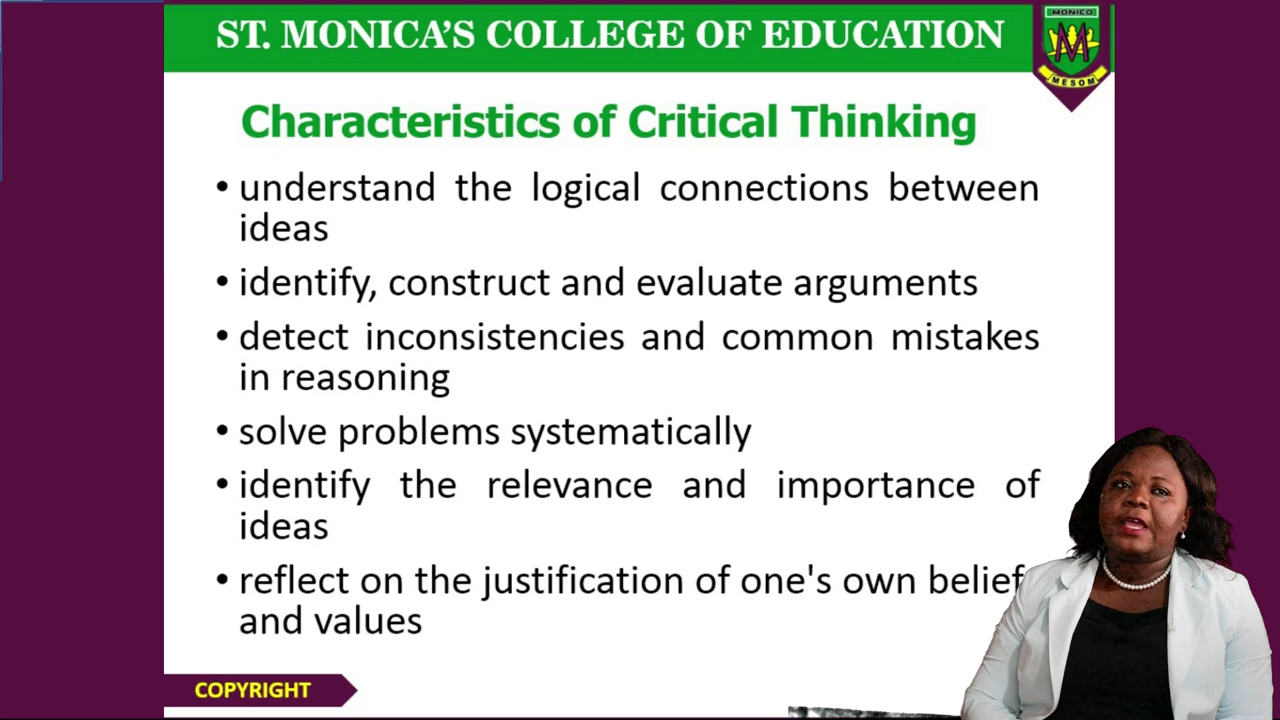 ST. MONICA'S COLLEGE OF EDUCATION
MONICO
M
MESOM
Characteristics of Critical Thinking
• understand the logical connections between
ideas
• identify, construct and evaluate arguments
• detect inconsistencies and common mistakes
in reasoning
• solve problems systematically
• identify the relevance and importance of
ideas
• reflect on the justification of one's own belief
and values
COPYRIGHT